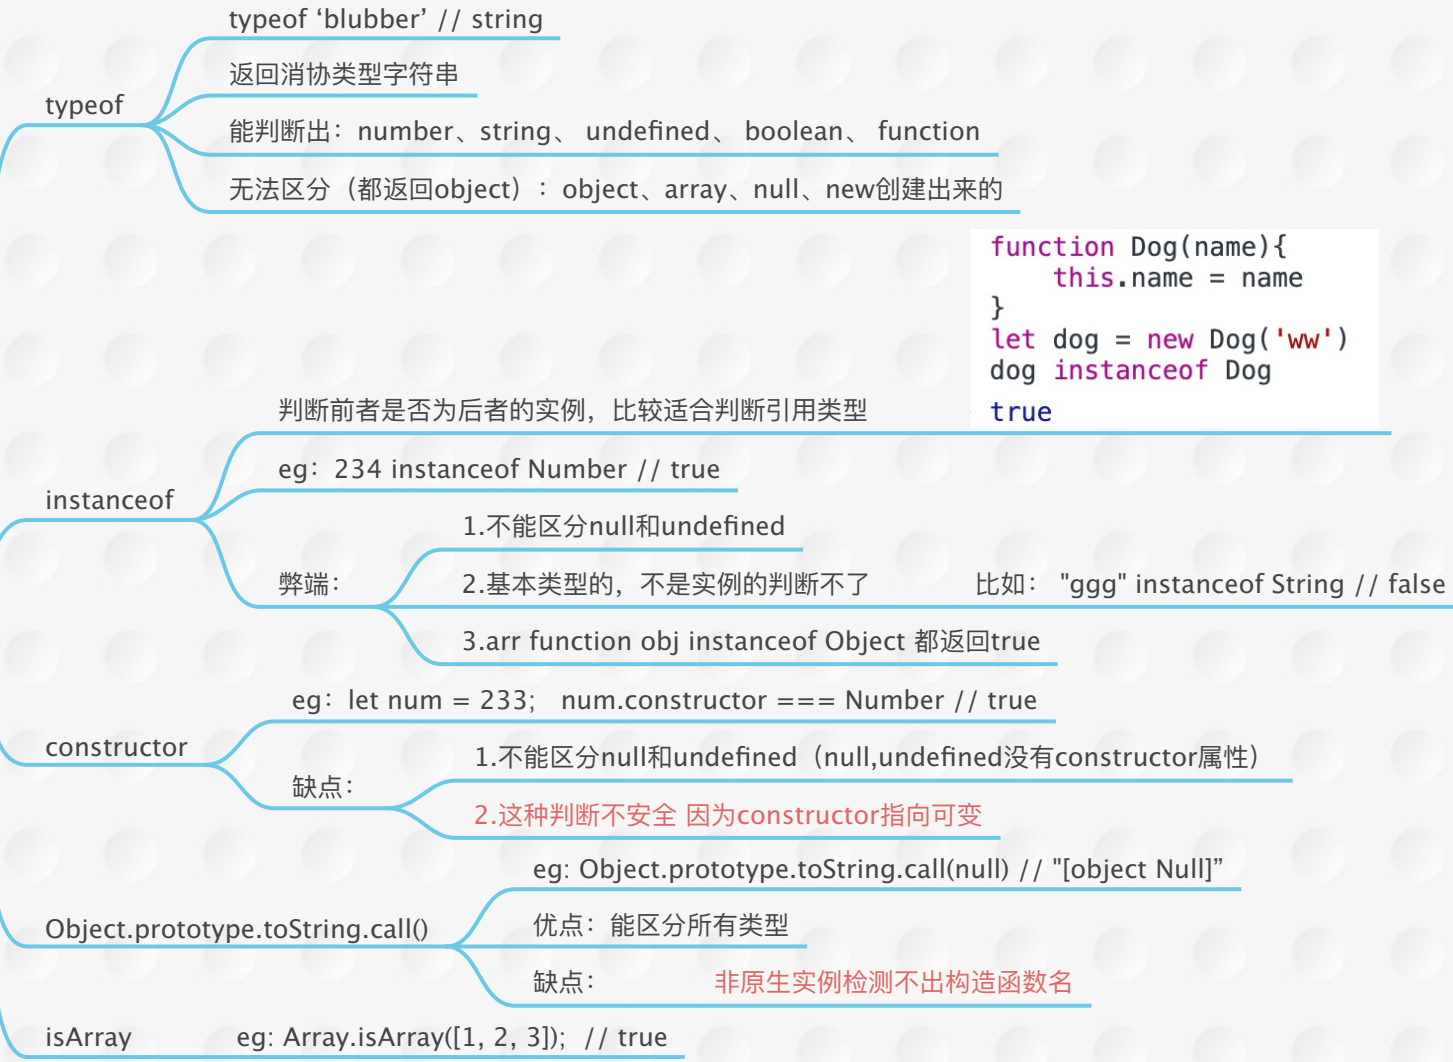 typeof
typeof ‘blubber’ // string
返回消协类型字符串
能判断出：number、string、 undefined、 boolean、 function
无法区分（都返回object）：object、array、null、new创建出来的
function Dog(name){
this.name = name
}
let dog = new Dog('ww')
dog instanceof Dog
true
instanceof
判断前者是否为后者的实例，比较适合判断引用类型
eg：234 instanceof Number // true
弊端：
1.不能区分null和undefined
2.基本类型的，不是实例的判断不了 比如： "ggg" instanceof String // false
3.arr function obj instanceof Object 都返回true
constructor
eg：let num = 233; num.constructor === Number // true
缺点：
1.不能区分null和undefined（null,undefined没有constructor属性）
2.这种判断不安全 因为constructor指向可变
Object.prototype.toString.call()
eg: Object.prototype.toString.call(null) // "[object Null]”
优点：能区分所有类型
缺点： 非原生实例检测不出构造函数名
isArray eg: Array.isArray([1, 2, 3]); // true